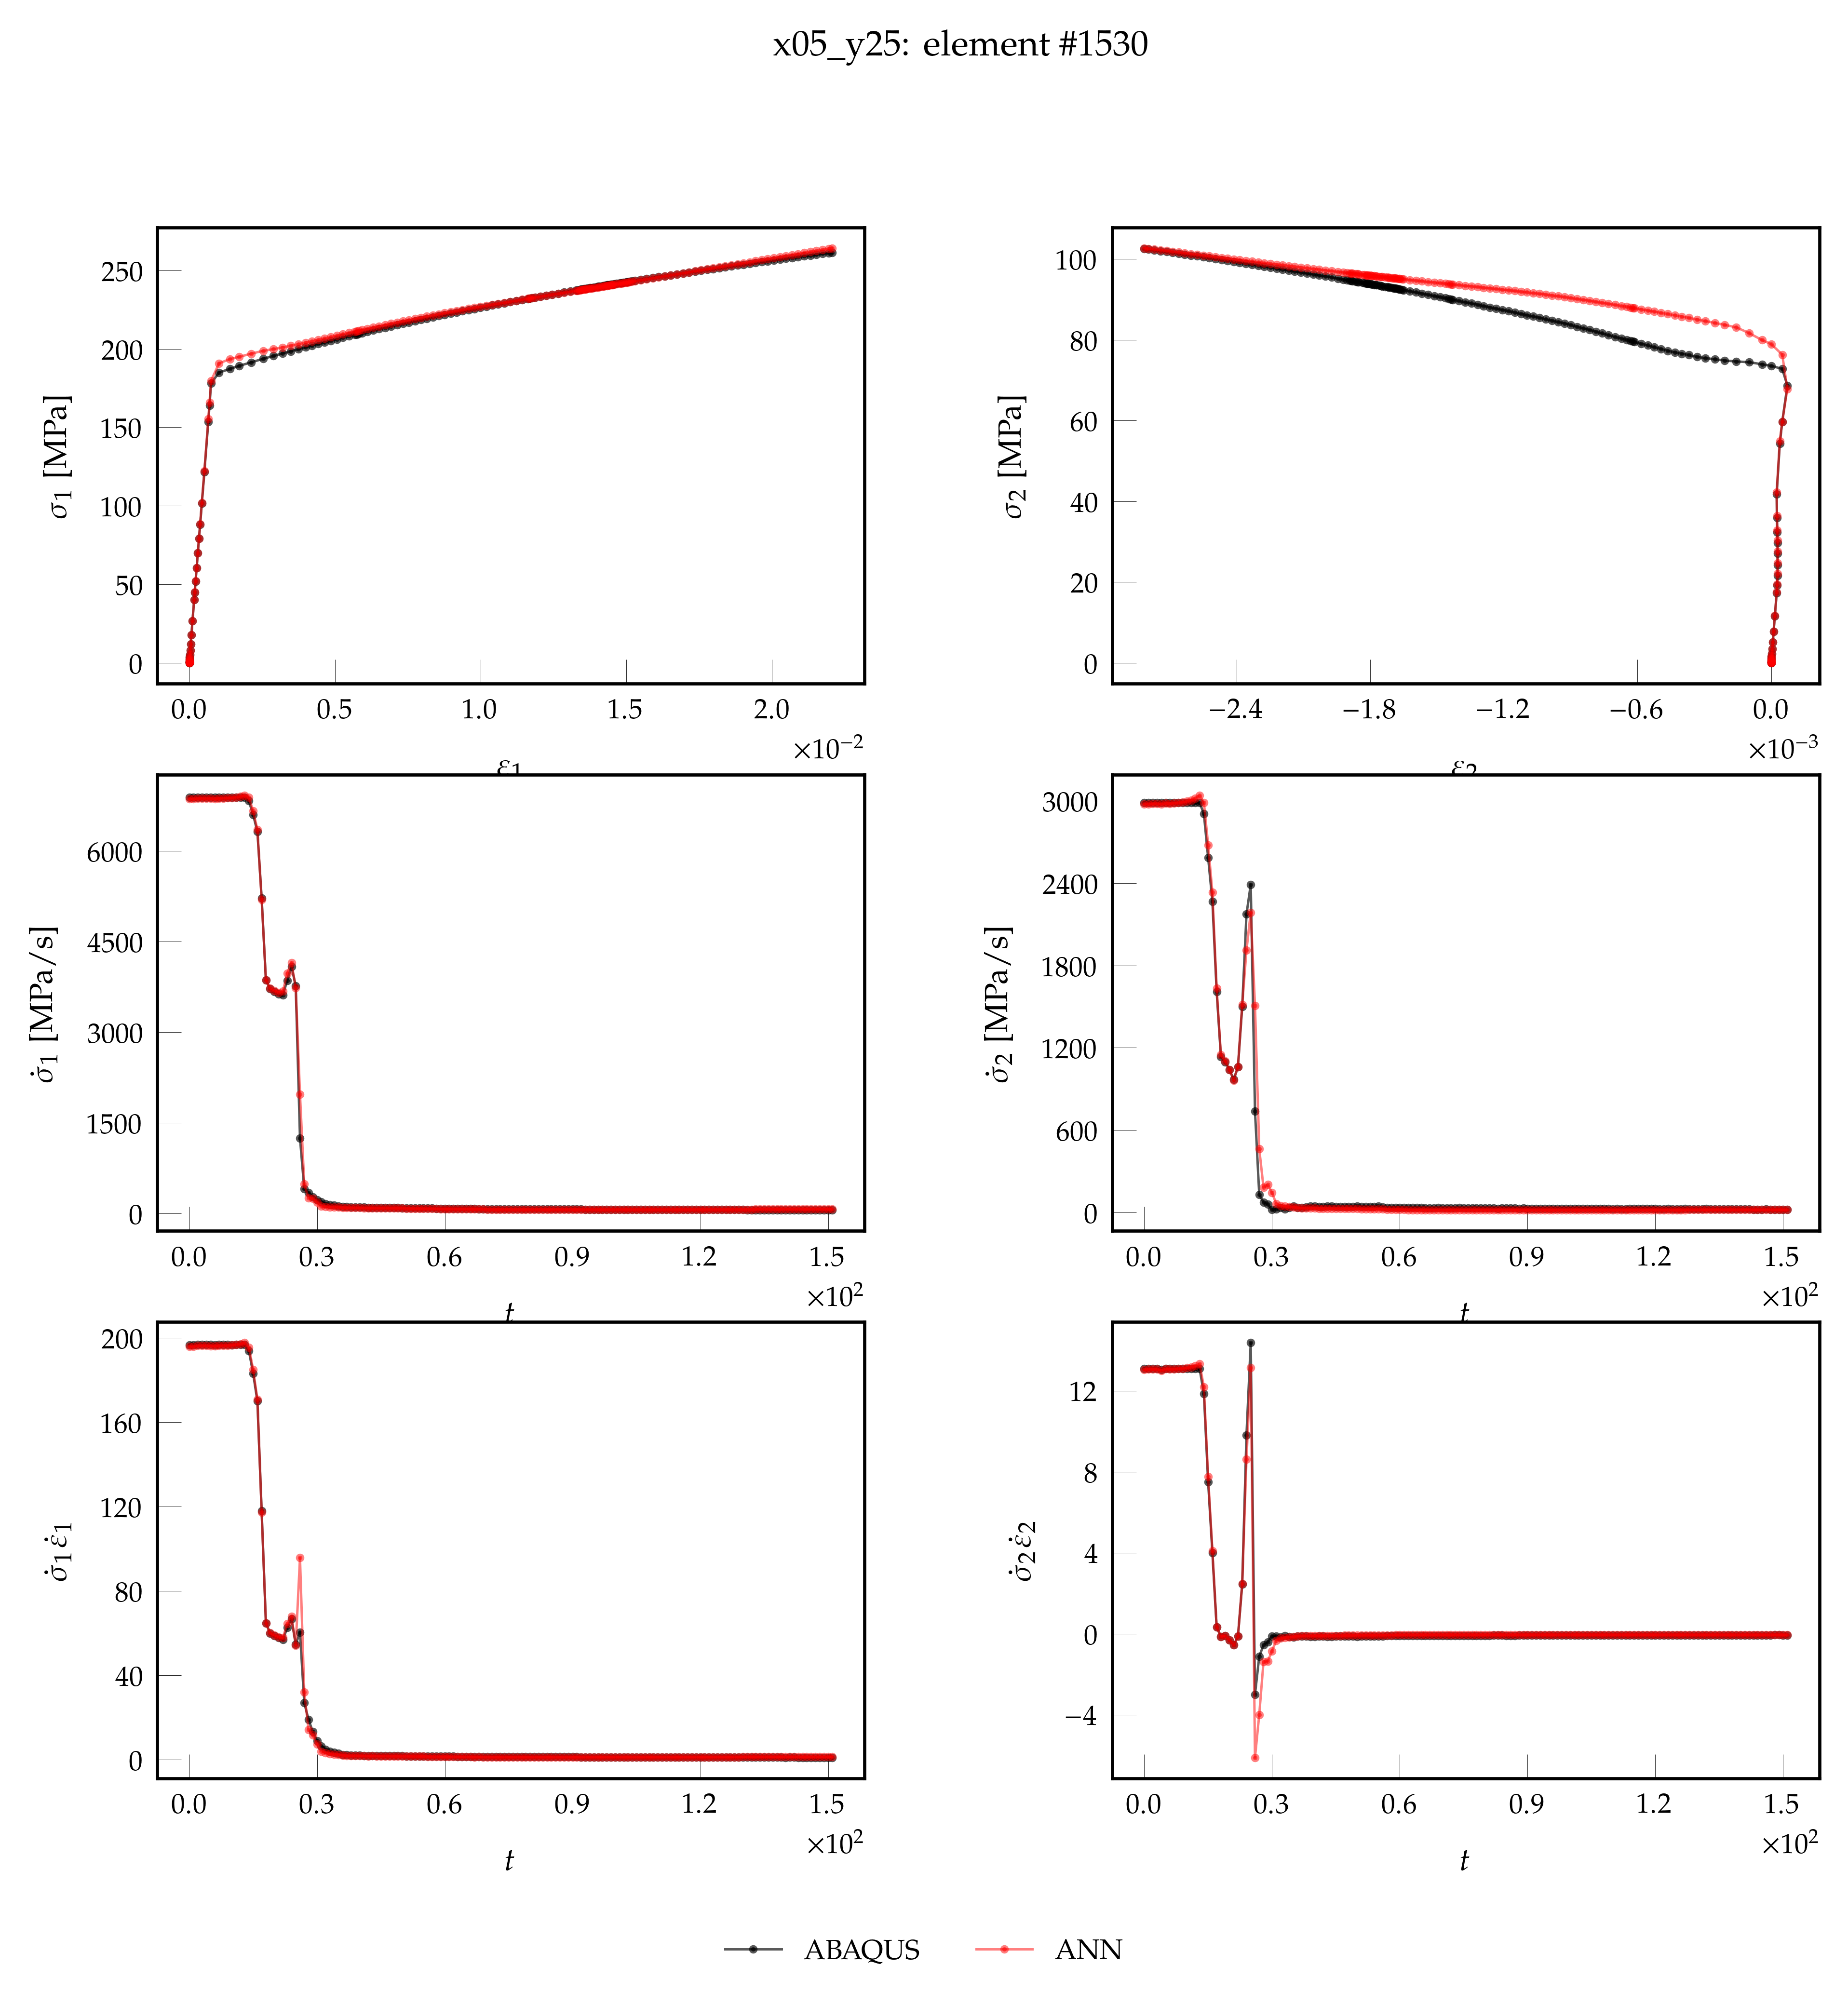 x05_y25: element #1530
σ₁ [MPa]
250
200
150
100
50
0
0.0 0.5 1.0 1.5 2.0
×10⁻²
ε₁
σ₂ [MPa]
100
80
60
40
20
0
−2.4 −1.8 −1.2 −0.6 0.0
×10⁻³
ε₂
σ̇₁ [MPa/s]
6000
4500
3000
1500
0
0.0 0.3 0.6 0.9 1.2 1.5
×10²
t
σ̇₂ [MPa/s]
3000
2400
1800
1200
600
0
0.0 0.3 0.6 0.9 1.2 1.5
×10²
t
σ̇₁ε̇₁
200
160
120
80
40
0
0.0 0.3 0.6 0.9 1.2 1.5
×10²
t
σ̇₂ε̇₂
12
8
4
0
−4
0.0 0.3 0.6 0.9 1.2 1.5
×10²
t
ABAQUS ANN